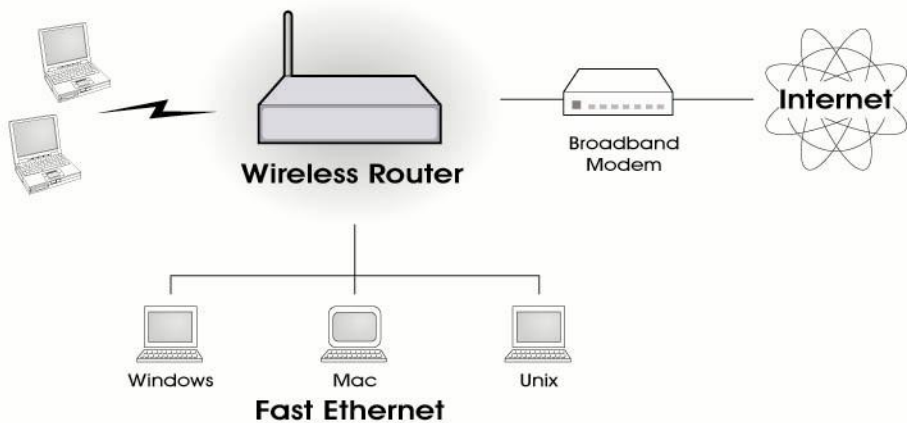 Wireless Router
Broadband
Modem
Internet
Windows
Mac
Unix
Fast Ethernet